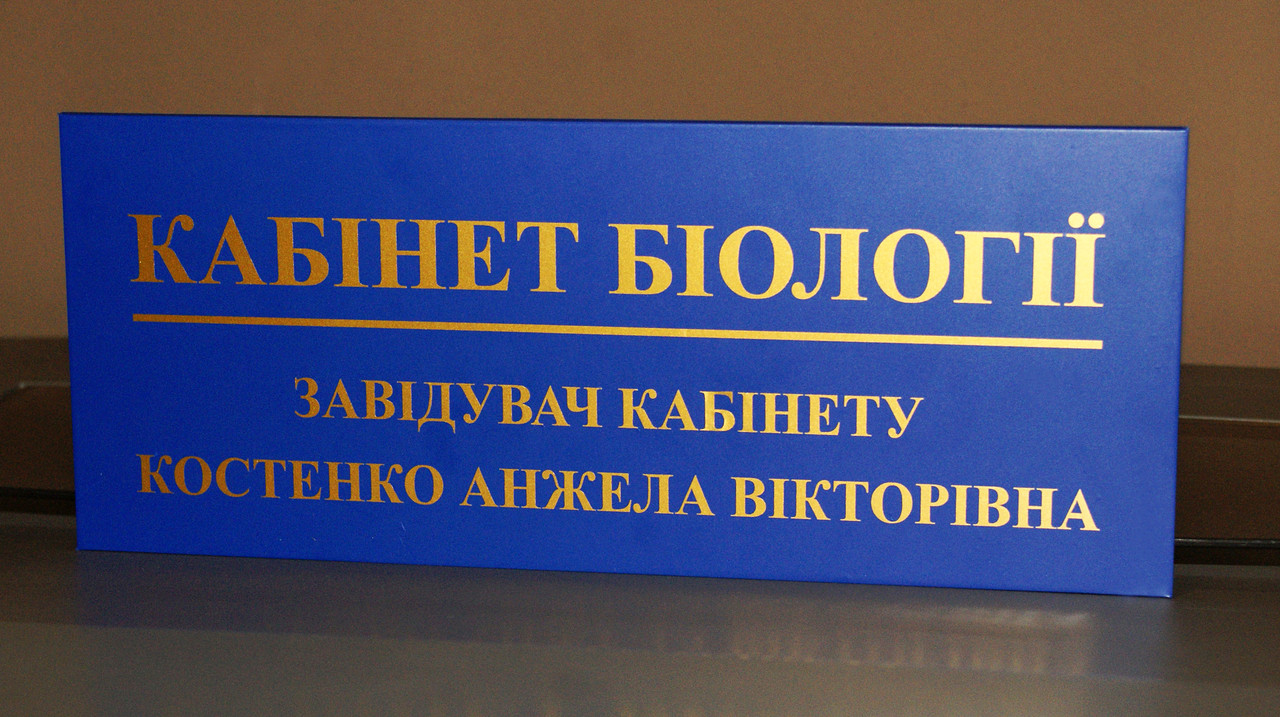 КАБІНЕТ БІОЛОГІЇ
ЗАВІДУВАЧ КАБІНЕТУ
КОСТЕНКО АНЖЕЛА ВІКТОРІВНА